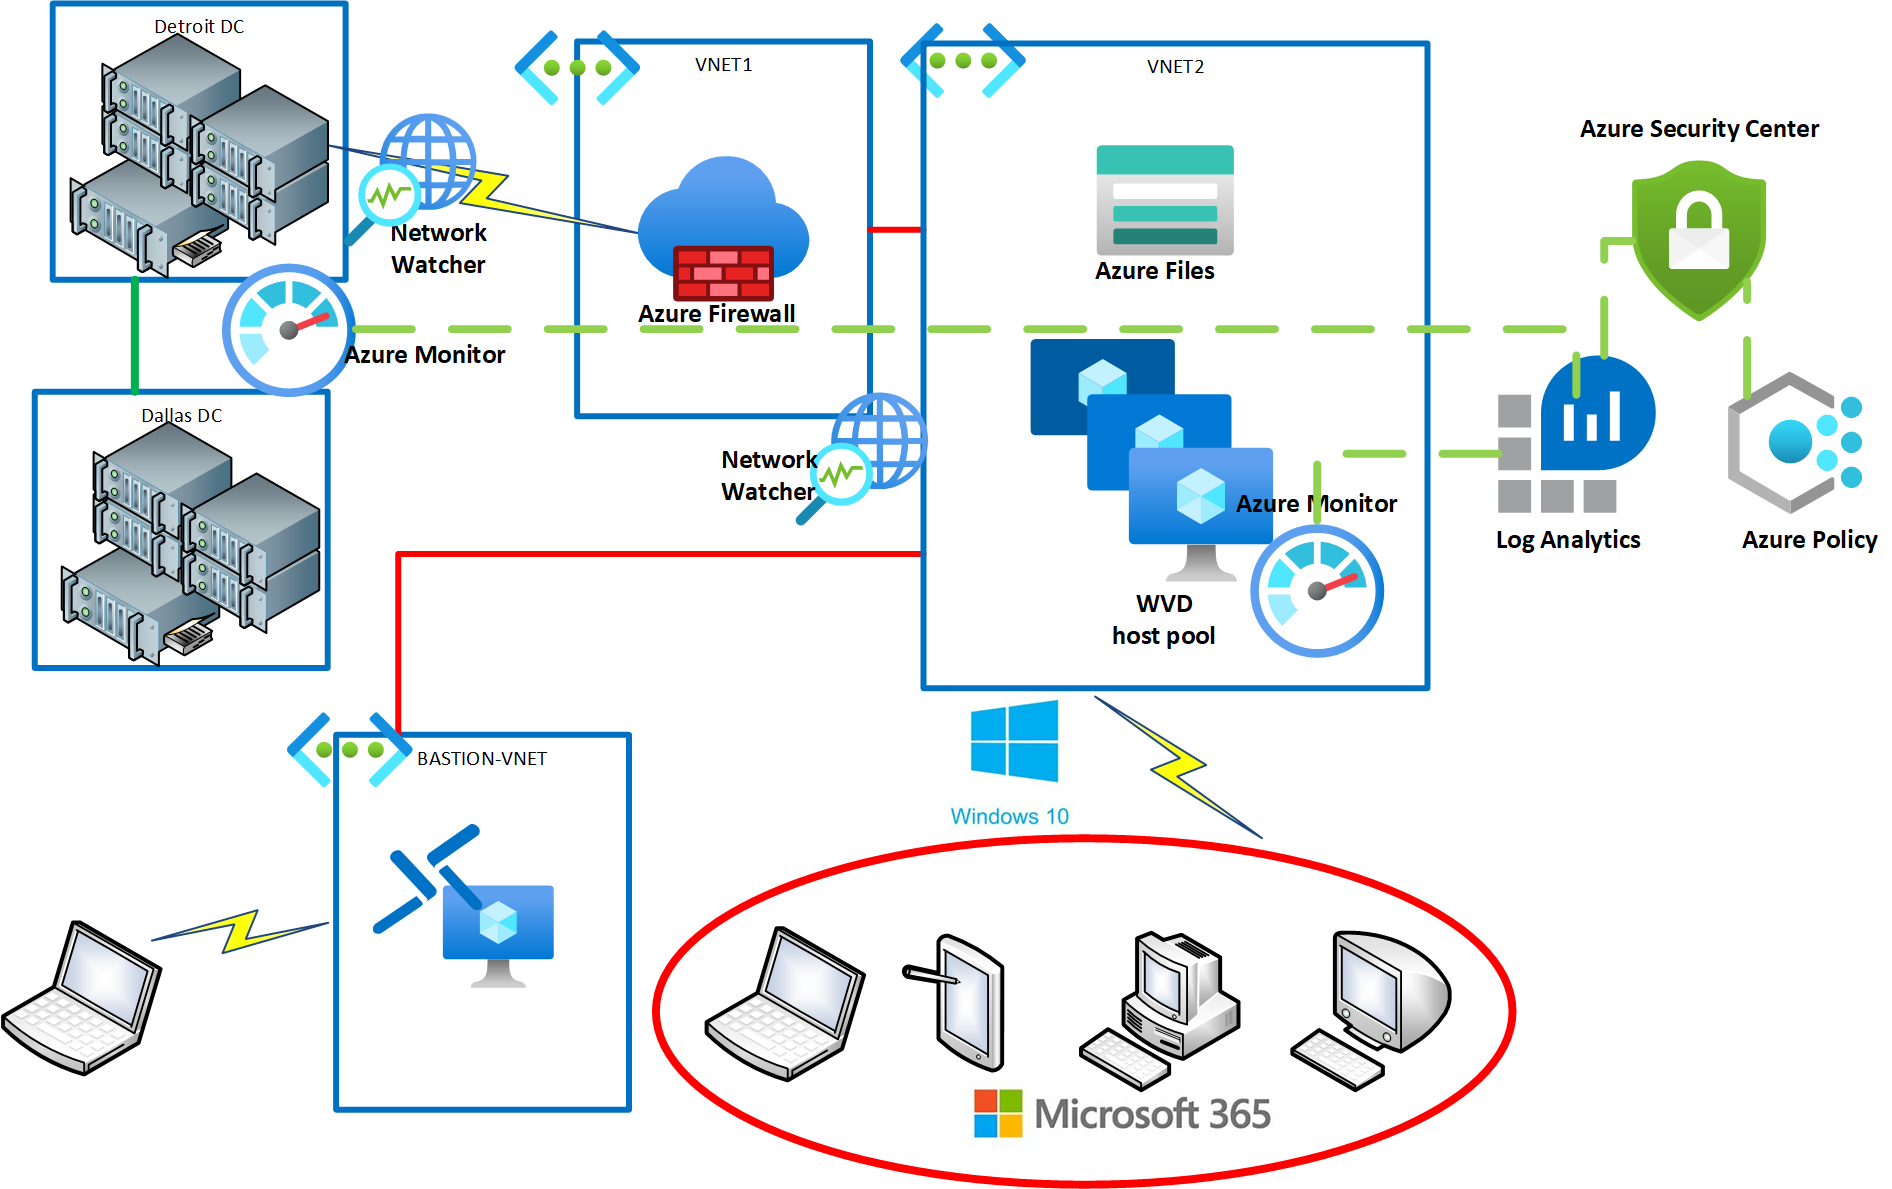 Detroit DC
VNET1
VNET2
Azure Security Center
Network
Watcher
Azure Files
Azure Firewall
Azure Monitor
Dallas DC
Network
Watcher
Azure Monitor
Log Analytics
Azure Policy
WVD
host pool
BASTION-VNET
Windows 10
Microsoft 365